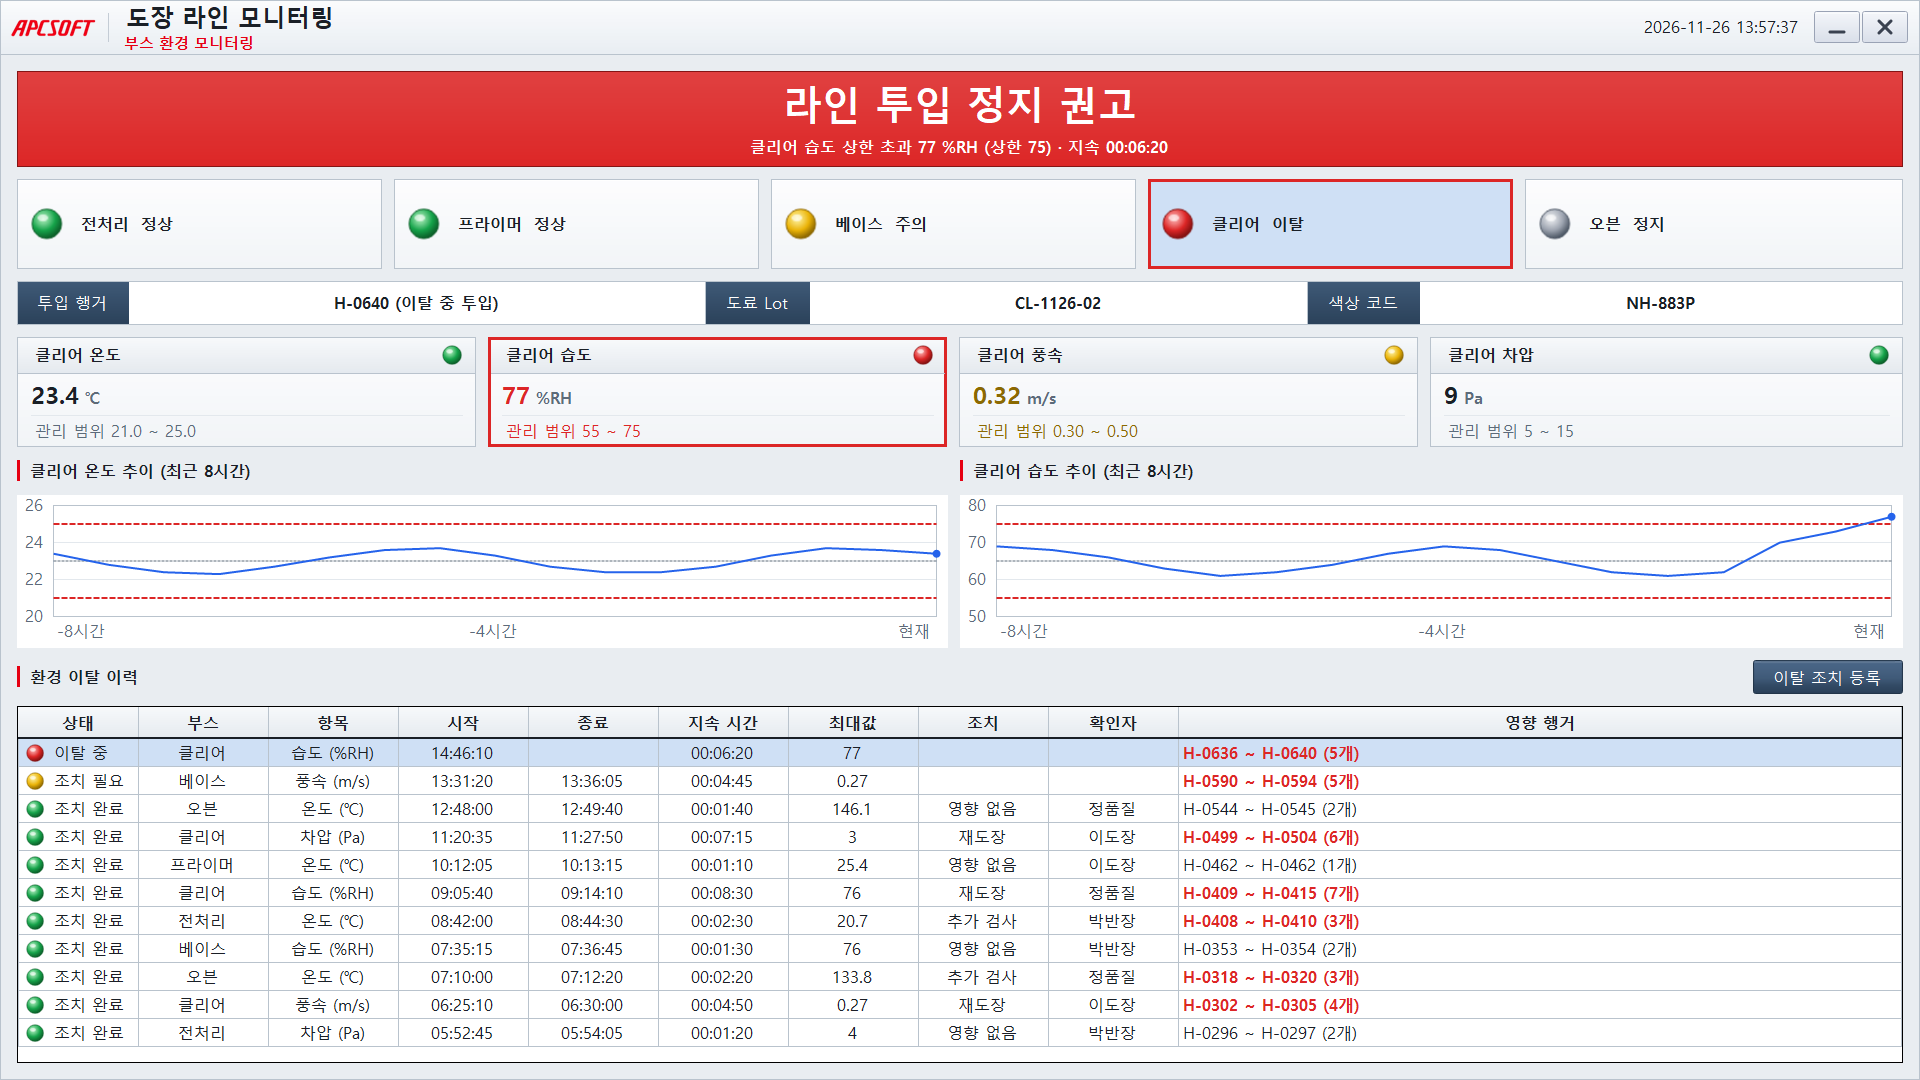 APCSOFT
도장 라인 모니터링
부스 환경 모니터링
2026-11-26 13:57:37
라인 투입 정지 권고
클리어 습도 상한 초과 77 %RH (상한 75) · 지속 00:06:20
전처리 정상
프라이머 정상
베이스 주의
클리어 이탈
오븐 정지
투입 행거 H-0640 (이탈 중 투입) 도료 Lot CL-1126-02 색상 코드 NH-883P
클리어 온도
23.4 ℃
관리 범위 21.0 ~ 25.0
클리어 습도
77 %RH
관리 범위 55 ~ 75
클리어 풍속
0.32 m/s
관리 범위 0.30 ~ 0.50
클리어 차압
9 Pa
관리 범위 5 ~ 15
클리어 온도 추이 (최근 8시간)
26
24
22
20
-8시간 -4시간 현재
클리어 습도 추이 (최근 8시간)
80
70
60
50
-8시간 -4시간 현재
환경 이탈 이력
이탈 조치 등록
상태 부스 항목 시작 종료 지속 시간 최대값 조치 확인자 영향 행거
이탈 중 클리어 습도 (%RH) 14:46:10 00:06:20 77 H-0636 ~ H-0640 (5개)
조치 필요 베이스 풍속 (m/s) 13:31:20 13:36:05 00:04:45 0.27 H-0590 ~ H-0594 (5개)
조치 완료 오븐 온도 (℃) 12:48:00 12:49:40 00:01:40 146.1 영향 없음 정품질 H-0544 ~ H-0545 (2개)
조치 완료 클리어 차압 (Pa) 11:20:35 11:27:50 00:07:15 3 재도장 이도장 H-0499 ~ H-0504 (6개)
조치 완료 프라이머 온도 (℃) 10:12:05 10:13:15 00:01:10 25.4 영향 없음 이도장 H-0462 ~ H-0462 (1개)
조치 완료 클리어 습도 (%RH) 09:05:40 09:14:10 00:08:30 76 재도장 정품질 H-0409 ~ H-0415 (7개)
조치 완료 전처리 온도 (℃) 08:42:00 08:44:30 00:02:30 20.7 추가 검사 박반장 H-0408 ~ H-0410 (3개)
조치 완료 베이스 습도 (%RH) 07:35:15 07:36:45 00:01:30 76 영향 없음 박반장 H-0353 ~ H-0354 (2개)
조치 완료 오븐 온도 (℃) 07:10:00 07:12:20 00:02:20 133.8 추가 검사 정품질 H-0318 ~ H-0320 (3개)
조치 완료 클리어 풍속 (m/s) 06:25:10 06:30:00 00:04:50 0.27 재도장 이도장 H-0302 ~ H-0305 (4개)
조치 완료 전처리 차압 (Pa) 05:52:45 05:54:05 00:01:20 4 영향 없음 박반장 H-0296 ~ H-0297 (2개)